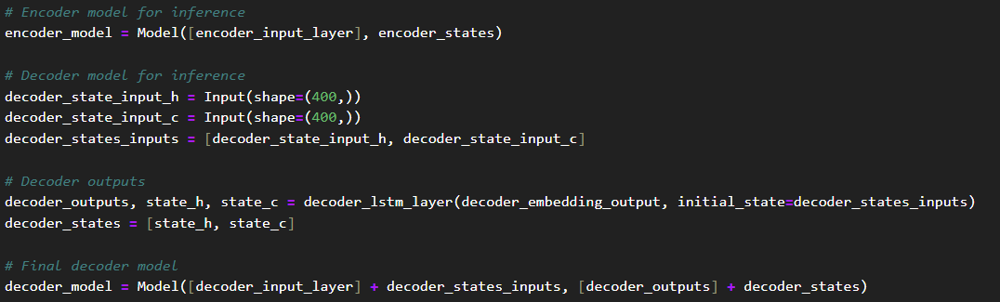 # Encoder model for inference
encoder_model = Model([encoder_input_layer], encoder_states)
# Decoder model for inference
decoder_state_input_h = Input(shape=(400,))
decoder_state_input_c = Input(shape=(400,))
decoder_states_inputs = [decoder_state_input_h, decoder_state_input_c]
# Decoder outputs
decoder_outputs, state_h, state_c = decoder_lstm_layer(decoder_embedding_output, initial_state=decoder_states_inputs)
decoder_states = [state_h, state_c]
# Final decoder model
decoder_model = Model([decoder_input_layer] + decoder_states_inputs, [decoder_outputs] + decoder_states)